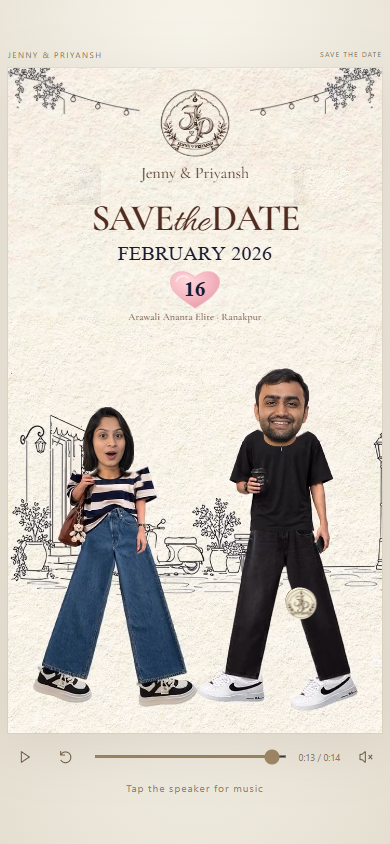 JENNY & PRIYANSH
SAVE THE DATE
JP
Jenny & Priyansh
SAVE the DATE
FEBRUARY 2026
16
Arawali Ananta Elite · Ranakpur
0:13 / 0:14
Tap the speaker for music